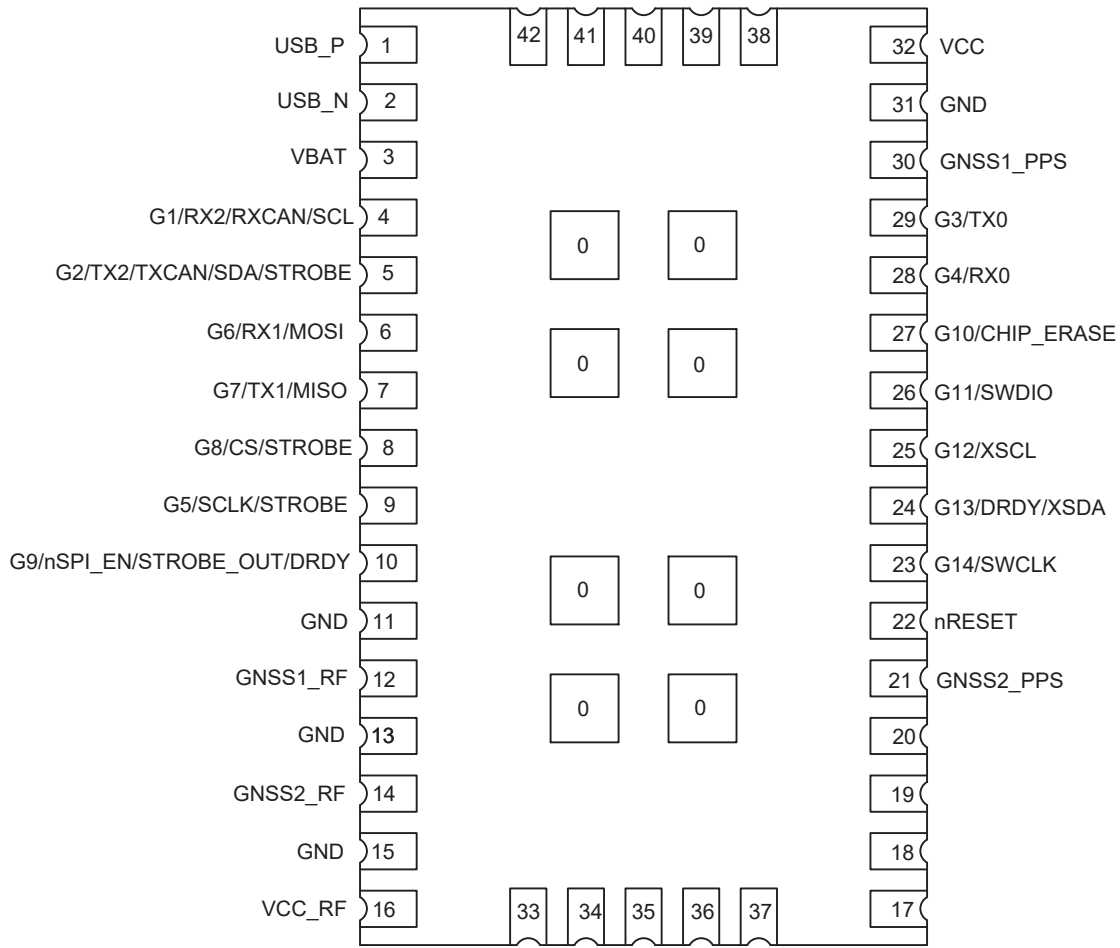 42 41 40 39 38
USB_P 1
32 VCC
USB_N 2
31 GND
VBAT 3
30 GNSS1_PPS
G1/RX2/RXCAN/SCL 4
29 G3/TX0
0 0
G2/TX2/TXCAN/SDA/STROBE 5
28 G4/RX0
G6/RX1/MOSI 6
27 G10/CHIP_ERASE
0 0
G7/TX1/MISO 7
26 G11/SWDIO
G8/CS/STROBE 8
25 G12/XSCL
G5/SCLK/STROBE 9
24 G13/DRDY/XSDA
G9/nSPI_EN/STROBE_OUT/DRDY 10
23 G14/SWCLK
0 0
GND 11
22 nRESET
GNSS1_RF 12
21 GNSS2_PPS
0 0
GND 13
20
GNSS2_RF 14
19
GND 15
18
VCC_RF 16
17
33 34 35 36 37